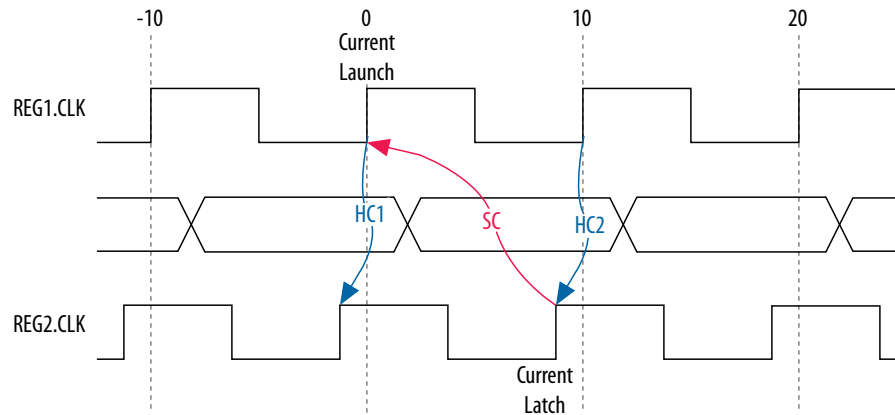 -10
0
10
20
Current
Launch
REG1.CLK
HC1
SC
HC2
REG2.CLK
Current
Latch